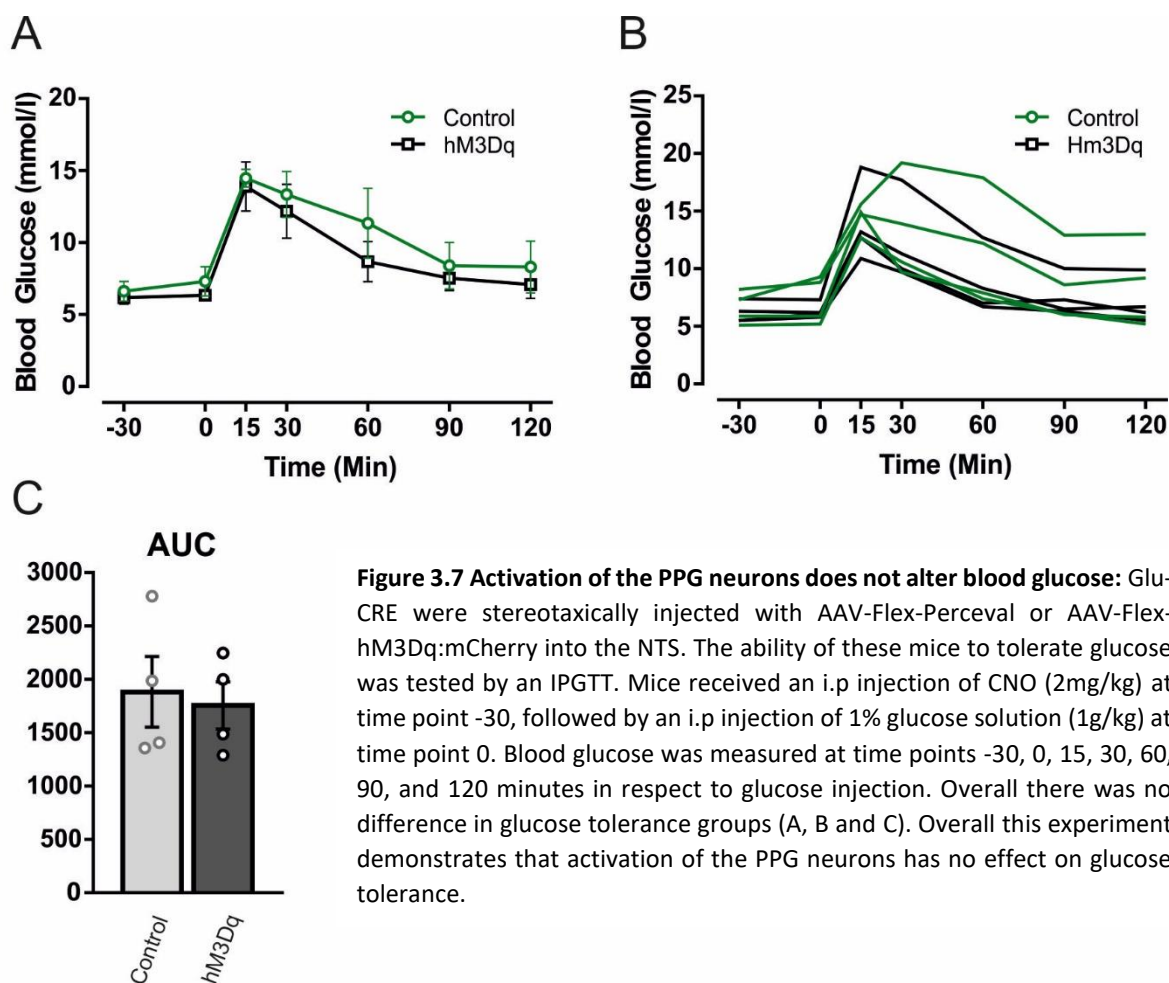 A
Blood Glucose (mmol/l)
20
15
10
5
0
Control
hM3Dq
-30 0 15 30 60 90 120
Time (Min)
B
Blood Glucose (mmol/l)
25
20
15
10
5
0
Control
Hm3Dq
-30 0 15 30 60 90 120
Time (Min)
C
AUC
3000
2500
2000
1500
1000
500
0
Control
hM3Dq
Figure 3.7 Activation of the PPG neurons does not alter blood glucose: Glu-
CRE were stereotaxically injected with AAV-Flex-Perceval or AAV-Flex-
hM3Dq:mCherry into the NTS. The ability of these mice to tolerate glucose
was tested by an IPGTT. Mice received an i.p injection of CNO (2mg/kg) at
time point -30, followed by an i.p injection of 1% glucose solution (1g/kg) at
time point 0. Blood glucose was measured at time points -30, 0, 15, 30, 60,
90, and 120 minutes in respect to glucose injection. Overall there was no
difference in glucose tolerance groups (A, B and C). Overall this experiment
demonstrates that activation of the PPG neurons has no effect on glucose
tolerance.